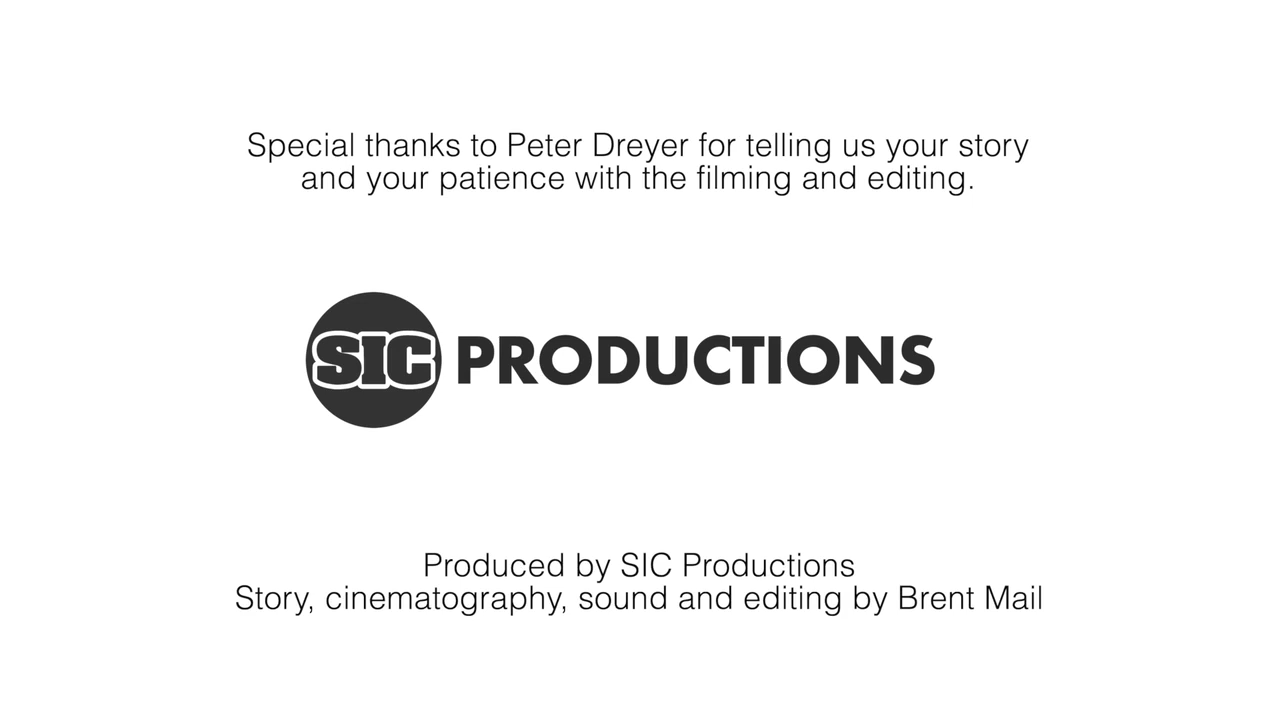 Special thanks to Peter Dreyer for telling us your story
and your patience with the filming and editing.
SIC PRODUCTIONS
Produced by SIC Productions
Story, cinematography, sound and editing by Brent Mail